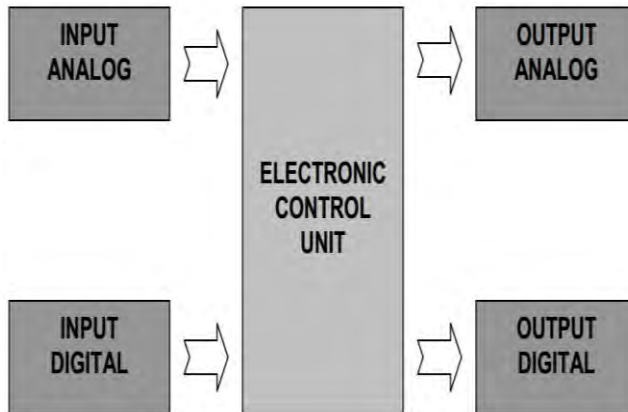 INPUT
ANALOG
OUTPUT
ANALOG
ELECTRONIC
CONTROL
UNIT
INPUT
DIGITAL
OUTPUT
DIGITAL